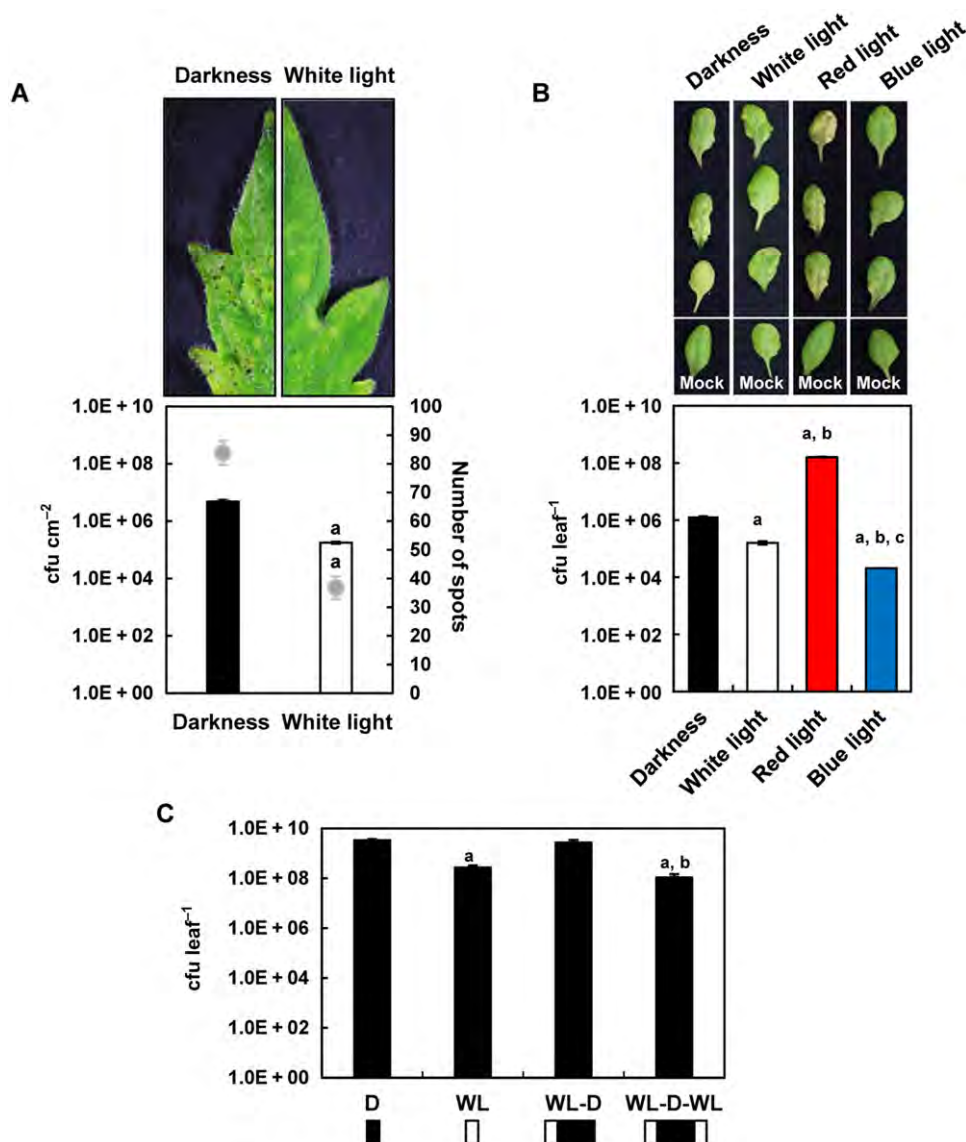 A
Darkness White light
1.0E + 10
1.0E + 08
1.0E + 06
1.0E + 04
1.0E + 02
1.0E + 00
cfu cm⁻²
a
a
100
90
80
70
60
50
40
30
20
10
0
Number of spots
Darkness White light
B
Darkness White light Red light Blue light
Mock Mock Mock Mock
1.0E + 10
1.0E + 08
1.0E + 06
1.0E + 04
1.0E + 02
1.0E + 00
cfu leaf⁻¹
a
a, b
a, b, c
Darkness White light Red light Blue light
C
1.0E + 10
1.0E + 08
1.0E + 06
1.0E + 04
1.0E + 02
1.0E + 00
cfu leaf⁻¹
a
a, b
D WL WL-D WL-D-WL